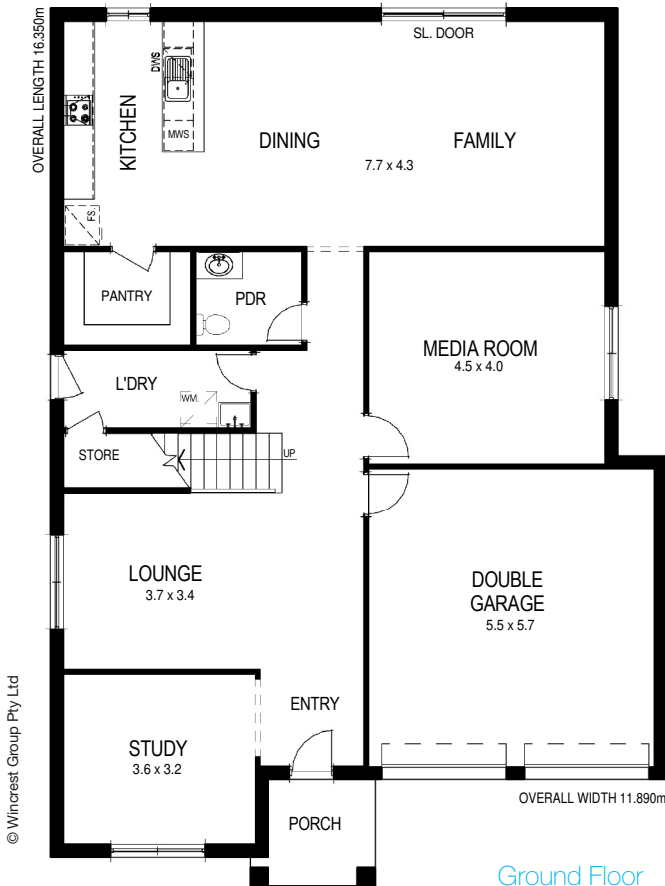 OVERALL LENGTH 16.350m
SL. DOOR
KITCHEN
DWS
MWS
FS.
DINING
FAMILY
7.7 x 4.3
PANTRY
PDR
MEDIA ROOM
4.5 x 4.0
L'DRY
WM.
STORE
UP
LOUNGE
3.7 x 3.4
DOUBLE
GARAGE
5.5 x 5.7
ENTRY
STUDY
3.6 x 3.2
PORCH
OVERALL WIDTH 11.890m
© Wincrest Group Pty Ltd
Ground Floor